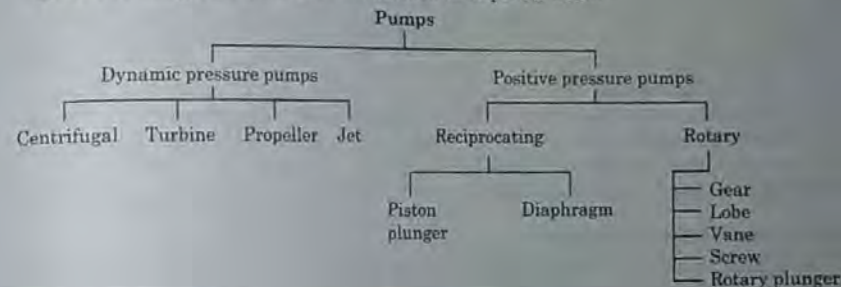 Pumps
Dynamic pressure pumps
Positive pressure pumps
Centrifugal Turbine Propeller Jet
Reciprocating
Rotary
Piston
plunger
Diaphragm
Gear
Lobe
Vane
Screw
Rotary plunger